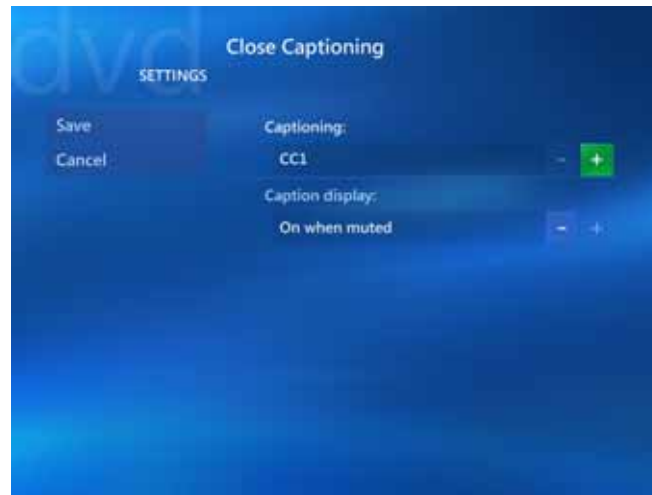 dvd
Close Captioning
SETTINGS
Save
Cancel
Captioning:
CC1
- +
Caption display:
On when muted
- +